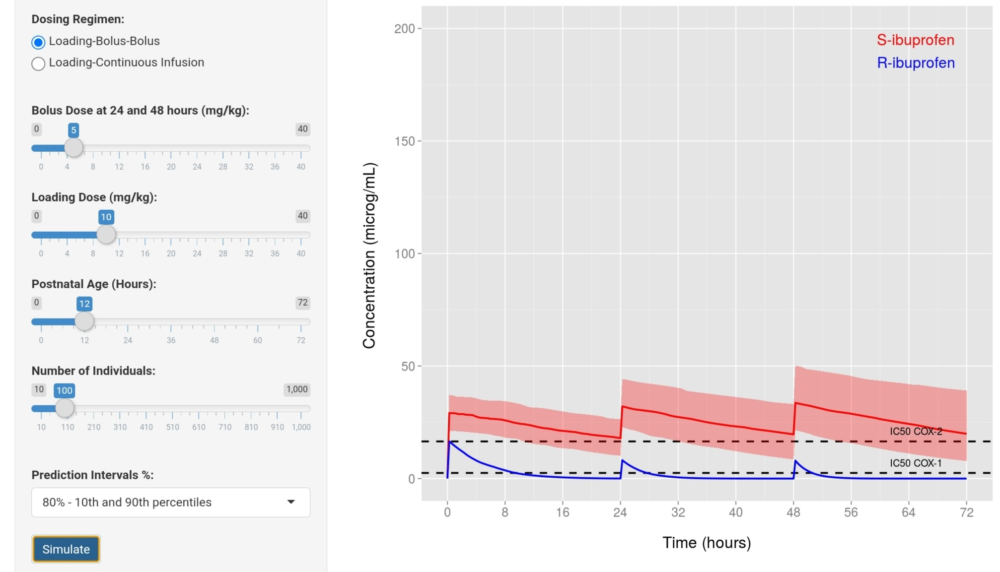 Dosing Regimen:
Loading-Bolus-Bolus
Loading-Continuous Infusion
Bolus Dose at 24 and 48 hours (mg/kg):
0 5 40
0 4 8 12 16 20 24 28 32 36 40
Loading Dose (mg/kg):
0 10 40
0 4 8 12 16 20 24 28 32 36 40
Postnatal Age (Hours):
0 12 72
0 12 24 36 48 60 72
Number of Individuals:
10 100 1,000
10 110 210 310 410 510 610 710 810 910 1,000
Prediction Intervals %:
80% - 10th and 90th percentiles
Simulate
Concentration (microg/mL)
200
150
100
50
0
S-ibuprofen
R-ibuprofen
IC50 COX-2
IC50 COX-1
0 8 16 24 32 40 48 56 64 72
Time (hours)